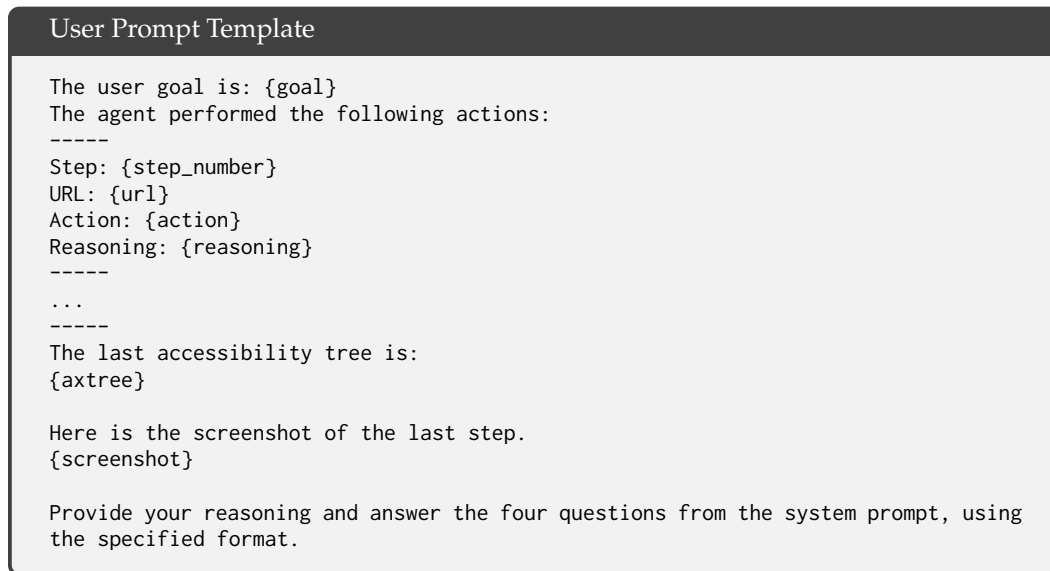 User Prompt Template
The user goal is: {goal}
The agent performed the following actions:
-----
Step: {step_number}
URL: {url}
Action: {action}
Reasoning: {reasoning}
-----
...
-----
The last accessibility tree is:
{axtree}
Here is the screenshot of the last step.
{screenshot}
Provide your reasoning and answer the four questions from the system prompt, using
the specified format.